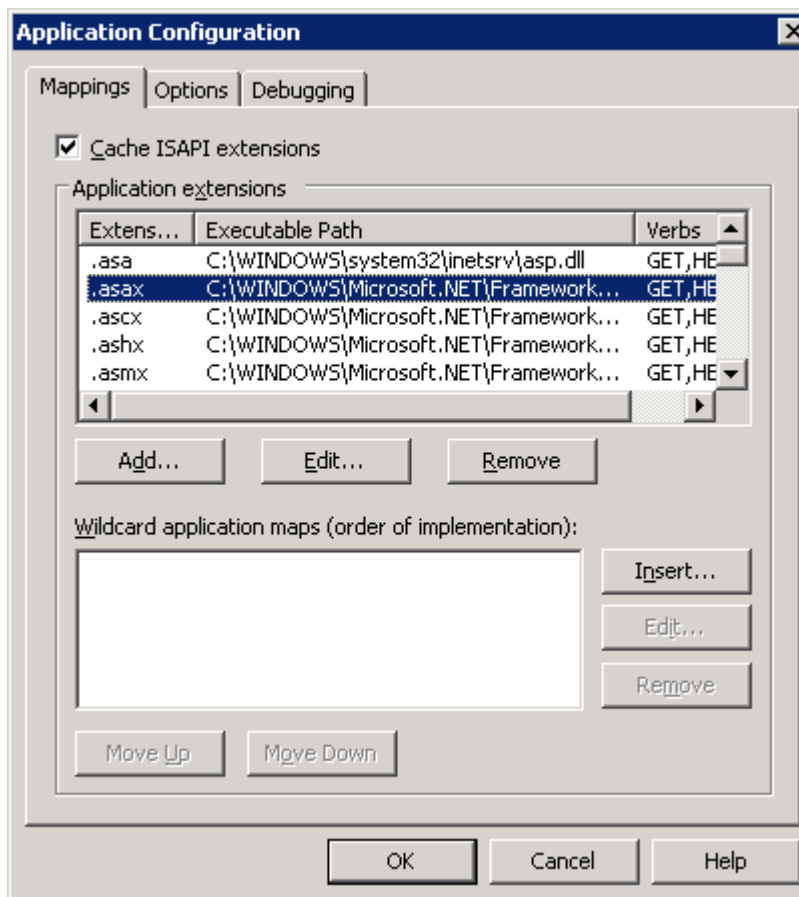 Application Configuration
Mappings Options Debugging
Cache ISAPI extensions
Application extensions
Extens... Executable Path Verbs
.asa C:\WINDOWS\system32\inetsrv\asp.dll GET,HE
.asax C:\WINDOWS\Microsoft.NET\Framework... GET,HE
.ascx C:\WINDOWS\Microsoft.NET\Framework... GET,HE
.ashx C:\WINDOWS\Microsoft.NET\Framework... GET,HE
.asmx C:\WINDOWS\Microsoft.NET\Framework... GET,HE
Add... Edit... Remove
Wildcard application maps (order of implementation):
Insert...
Edit...
Remove
Move Up Move Down
OK Cancel Help